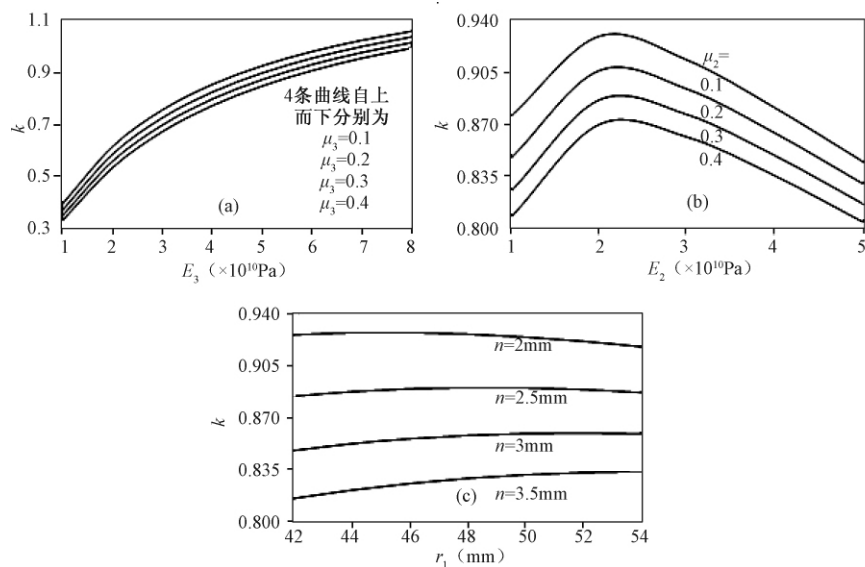 1.1
0.9
0.7
0.5
0.3
k
4条曲线自上
而下分别为
μ₃=0.1
μ₃=0.2
μ₃=0.3
μ₃=0.4
(a)
1 2 3 4 5 6 7 8
E₃（×10¹⁰Pa）
0.940
0.905
0.870
0.835
0.800
k
μ₂=
0.1
0.2
0.3
0.4
(b)
1 2 3 4 5
E₂（×10¹⁰Pa）
0.940
0.905
0.870
0.835
0.800
k
n=2mm
n=2.5mm
n=3mm
n=3.5mm
(c)
42 44 46 48 50 52 54
r₁（mm）